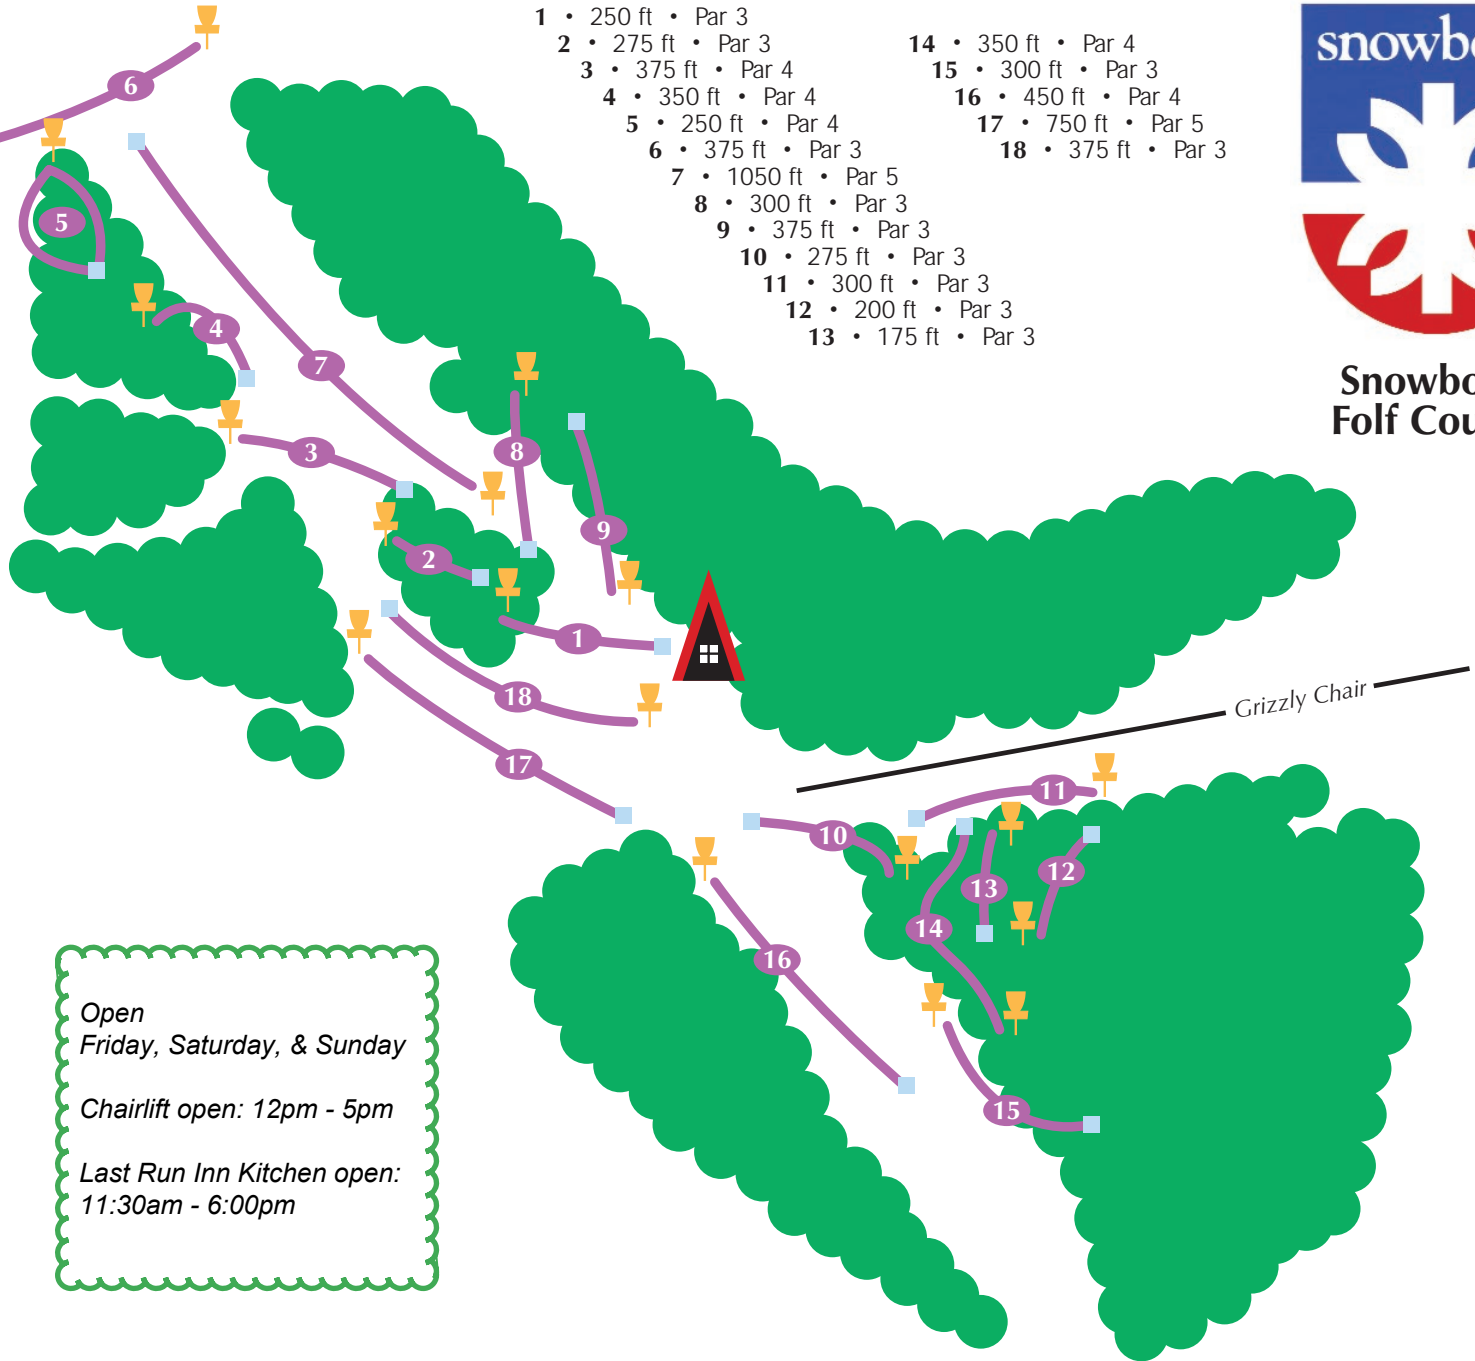 1 • 250 ft • Par 3
2 • 275 ft • Par 3
3 • 375 ft • Par 4
4 • 350 ft • Par 4
5 • 250 ft • Par 4
6 • 375 ft • Par 3
7 • 1050 ft • Par 5
8 • 300 ft • Par 3
9 • 375 ft • Par 3
10 • 275 ft • Par 3
11 • 300 ft • Par 3
12 • 200 ft • Par 3
13 • 175 ft • Par 3
14 • 350 ft • Par 4
15 • 300 ft • Par 3
16 • 450 ft • Par 4
17 • 750 ft • Par 5
18 • 375 ft • Par 3
snowbo
Snowbo
Folf Cou
6
5
4
7
3
8
9
2
1
18
17
Grizzly Chair
11
10
12
13
14
16
15
Open
Friday, Saturday, & Sunday
Chairlift open: 12pm - 5pm
Last Run Inn Kitchen open:
11:30am - 6:00pm